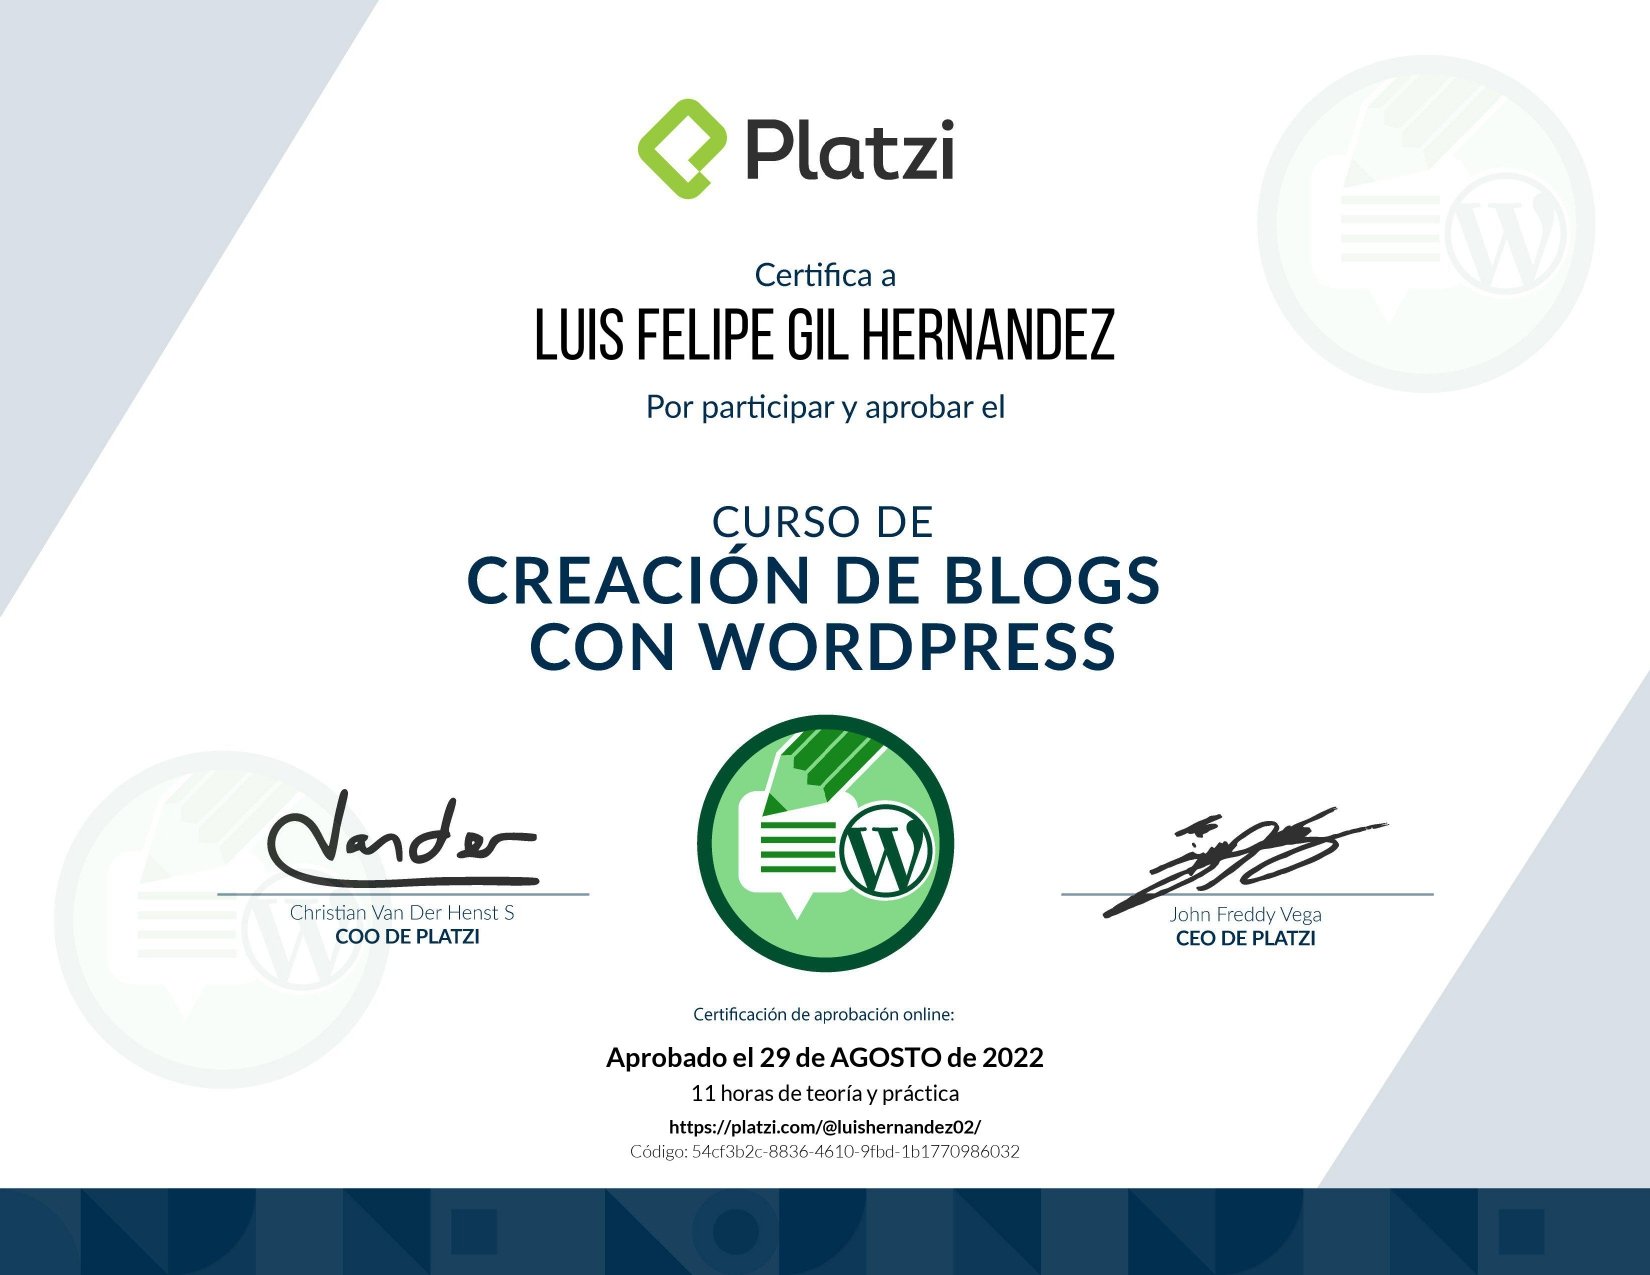 Platzi
Certifica a
LUIS FELIPE GIL HERNANDEZ
Por participar y aprobar el
CURSO DE
CREACIÓN DE BLOGS
CON WORDPRESS
Vander
Christian Van Der Henst S
COO DE PLATZI
W
John Freddy Vega
CEO DE PLATZI
Certificación de aprobación online:
Aprobado el 29 de AGOSTO de 2022
11 horas de teoría y práctica
https://platzi.com/@luishernandez02/
Código: 54cf3b2c-8836-4610-9fbd-1b1770986032